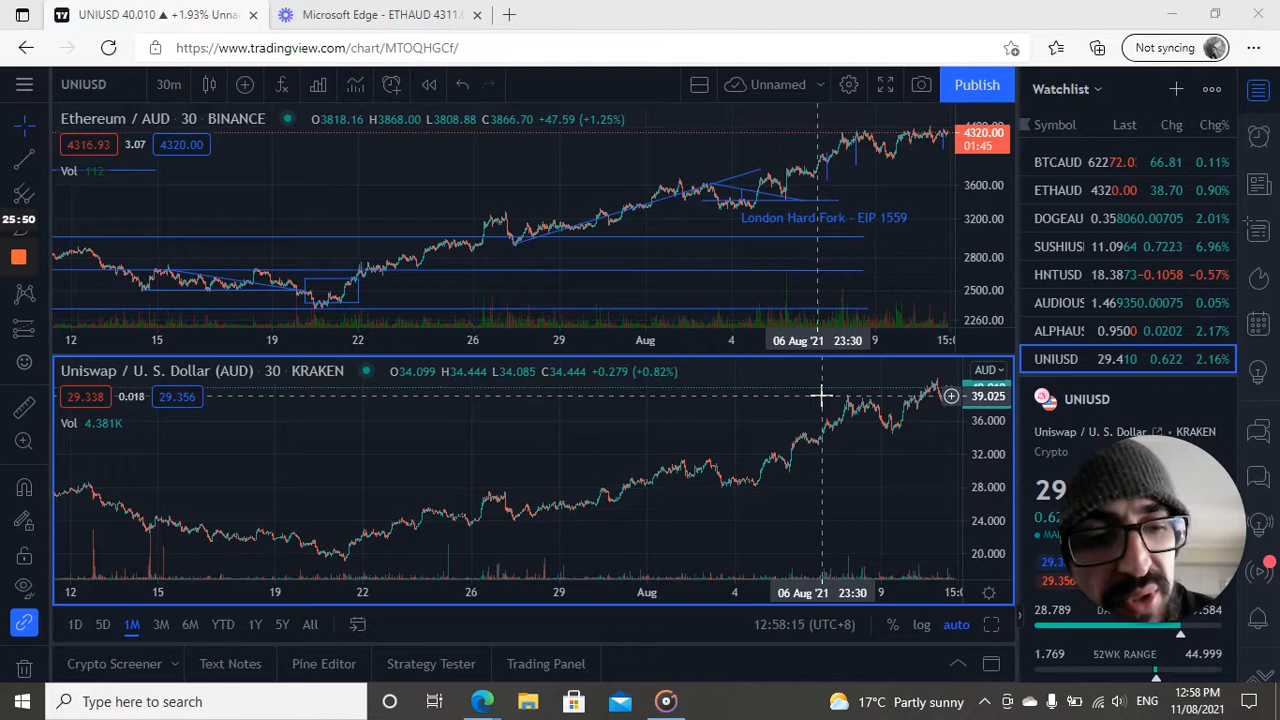 UNIUSD 40.010 ▲ +1.93% Unna
Microsoft Edge - ETHAUD 4311.
https://www.tradingview.com/chart/MTOQHGCf/
Not syncing
UNIUSD
30m
Unnamed
Publish
Watchlist
Ethereum / AUD · 30 · BINANCE
O3818.16 H3868.00 L3808.88 C3866.70 +47.59 (+1.25%)
4316.93 3.07 4320.00
Vol 112
London Hard Fork - EIP 1559
4320.00
01:45
3600.00
3200.00
2800.00
2500.00
2260.00
12 15 19 22 26 29 Aug 4 06 Aug '21 23:30 9 15:0
Uniswap / U. S. Dollar (AUD) · 30 · KRAKEN
O34.099 H34.444 L34.085 C34.444 +0.279 (+0.82%)
AUD
29.338 0.018 29.356
Vol 4.381K
39.025
36.000
32.000
28.000
24.000
20.000
12 15 19 22 26 29 Aug 4 06 Aug '21 23:30 9 15:0
1D 5D 1M 3M 6M YTD 1Y 5Y All
12:58:15 (UTC+8)
% log auto
Crypto Screener
Text Notes
Pine Editor
Strategy Tester
Trading Panel
25:50
Symbol Last Chg Chg%
BTCAUD 62272.0 66.81 0.11%
ETHAUD 4320.00 38.70 0.90%
DOGEAU 0.358060.00705 2.01%
SUSHIUS 11.0964 0.7223 6.96%
HNTUSD 18.3873 -0.1058 -0.57%
AUDIOUS 1.469350.00075 0.05%
ALPHAUS 0.9500 0.0202 2.17%
UNIUSD 29.410 0.622 2.16%
UNIUSD
Uniswap / U. S. Dollar · KRAKEN
Crypto
29
0.62
29.3
29.356
28.789
584
1.769 52WK RANGE 44.999
Type here to search
17°C Partly sunny
ENG
12:58 PM
11/08/2021